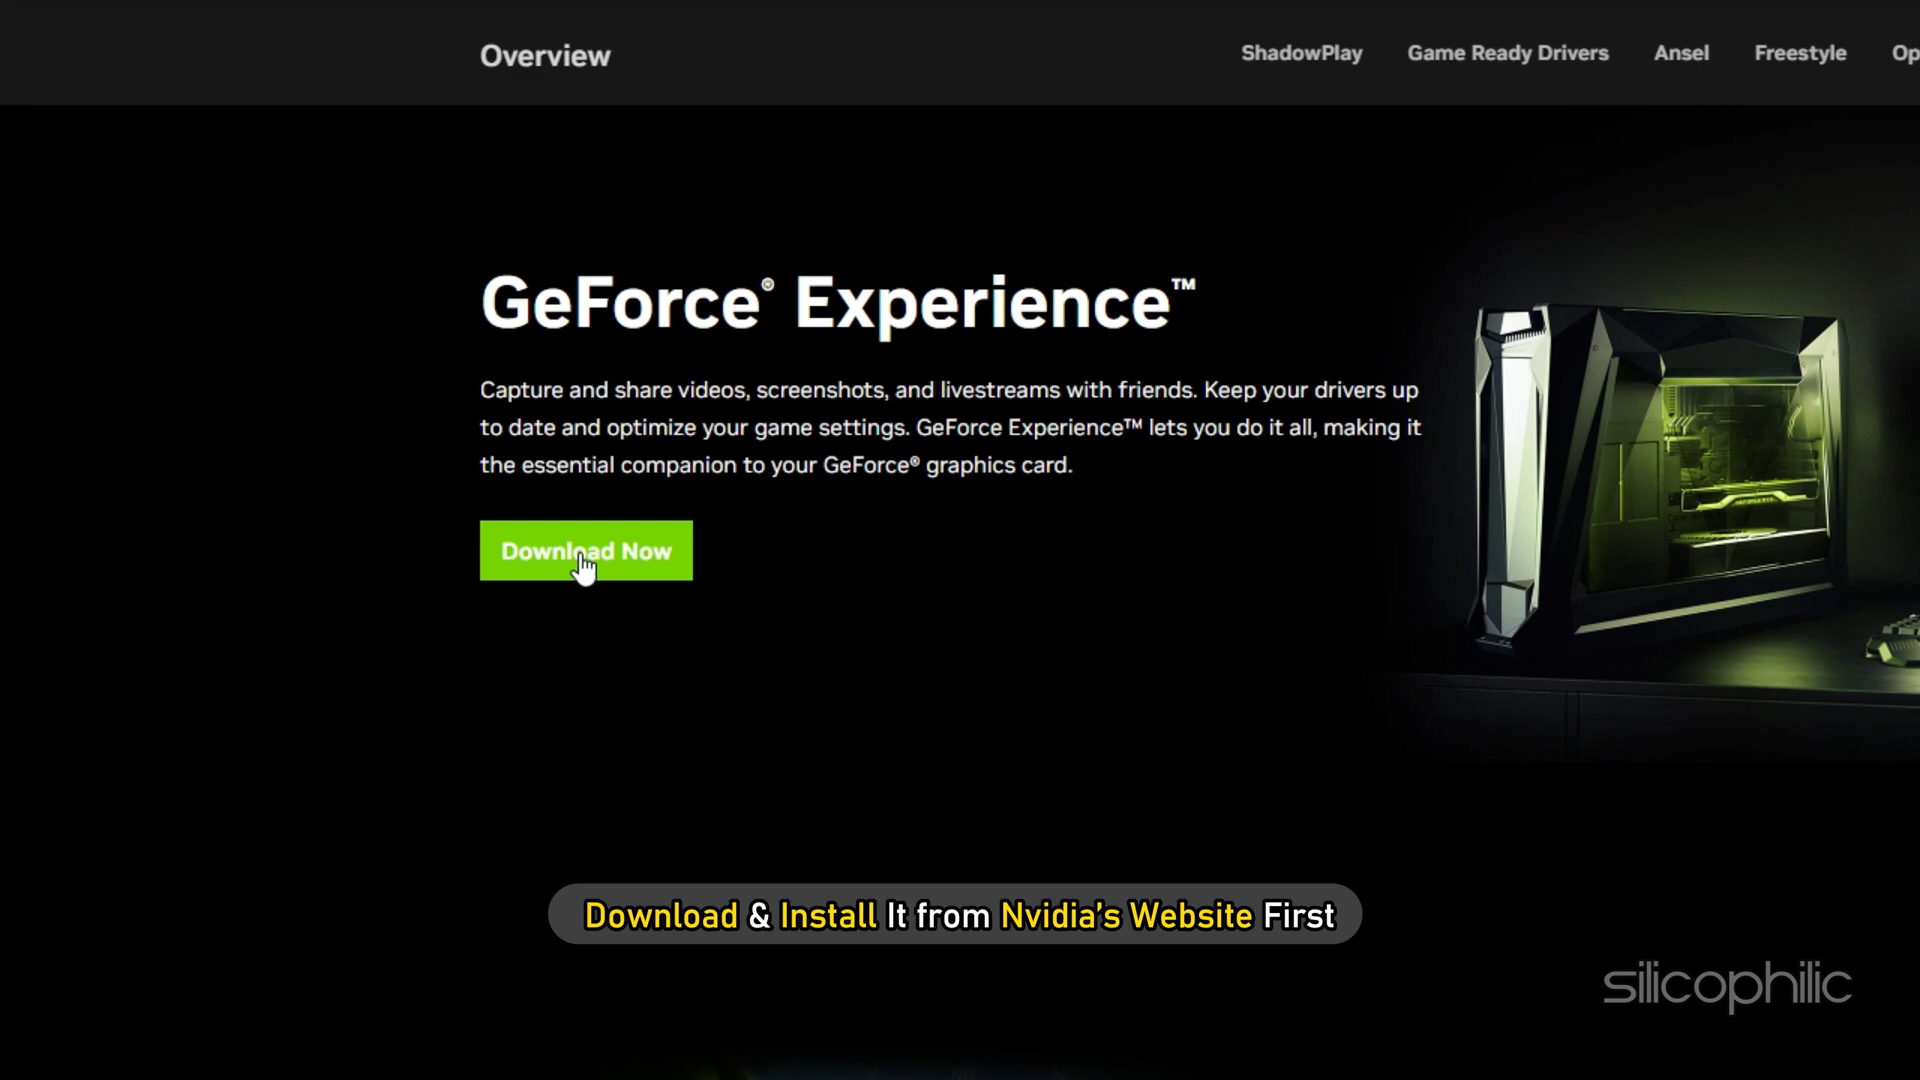 Overview
ShadowPlay
Game Ready Drivers
Ansel
Freestyle
Op
GeForce® Experience™
Capture and share videos, screenshots, and livestreams with friends. Keep your drivers up
to date and optimize your game settings. GeForce Experience™ lets you do it all, making it
the essential companion to your GeForce® graphics card.
Download Now
Download & Install It from Nvidia's Website First
silicophilic